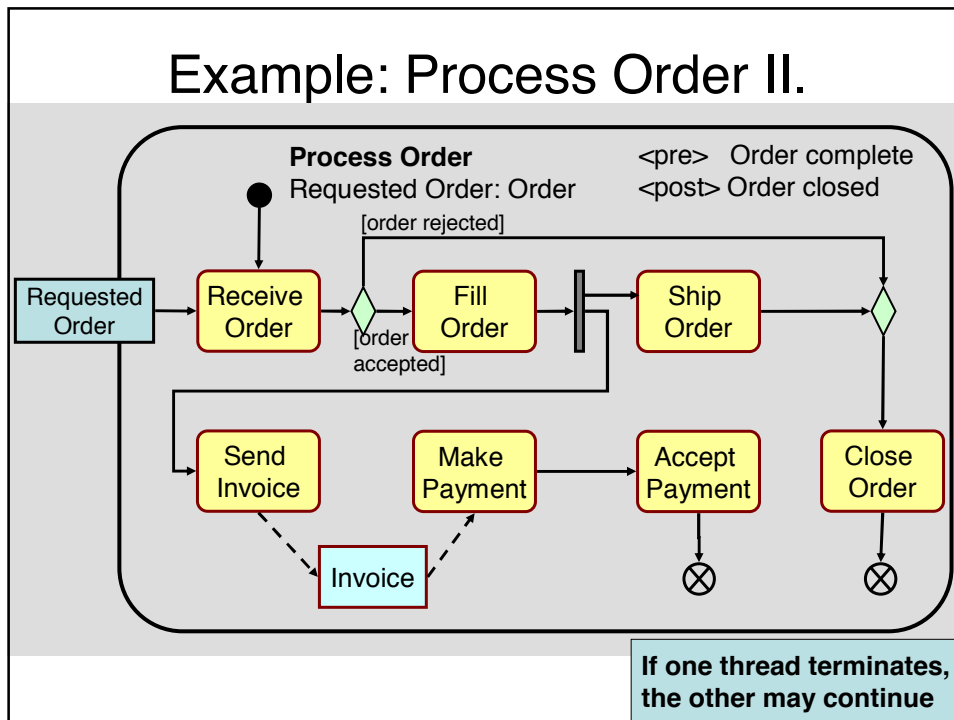 Example: Process Order II.
Process Order
Requested Order: Order
<pre> Order complete
<post> Order closed
[order rejected]
Requested
Order
Receive
Order
[order
accepted]
Fill
Order
Ship
Order
Send
Invoice
Make
Payment
Accept
Payment
Close
Order
Invoice
If one thread terminates,
the other may continue